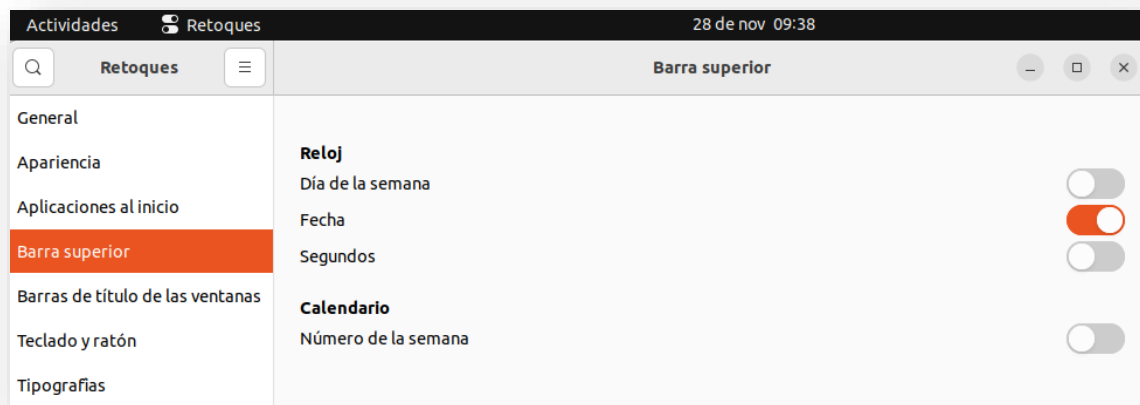 Actividades Retoques 28 de nov 09:38
Retoques Barra superior
General
Apariencia
Aplicaciones al inicio
Barra superior
Barras de título de las ventanas
Teclado y ratón
Tipografías
Reloj
Día de la semana
Fecha
Segundos
Calendario
Número de la semana